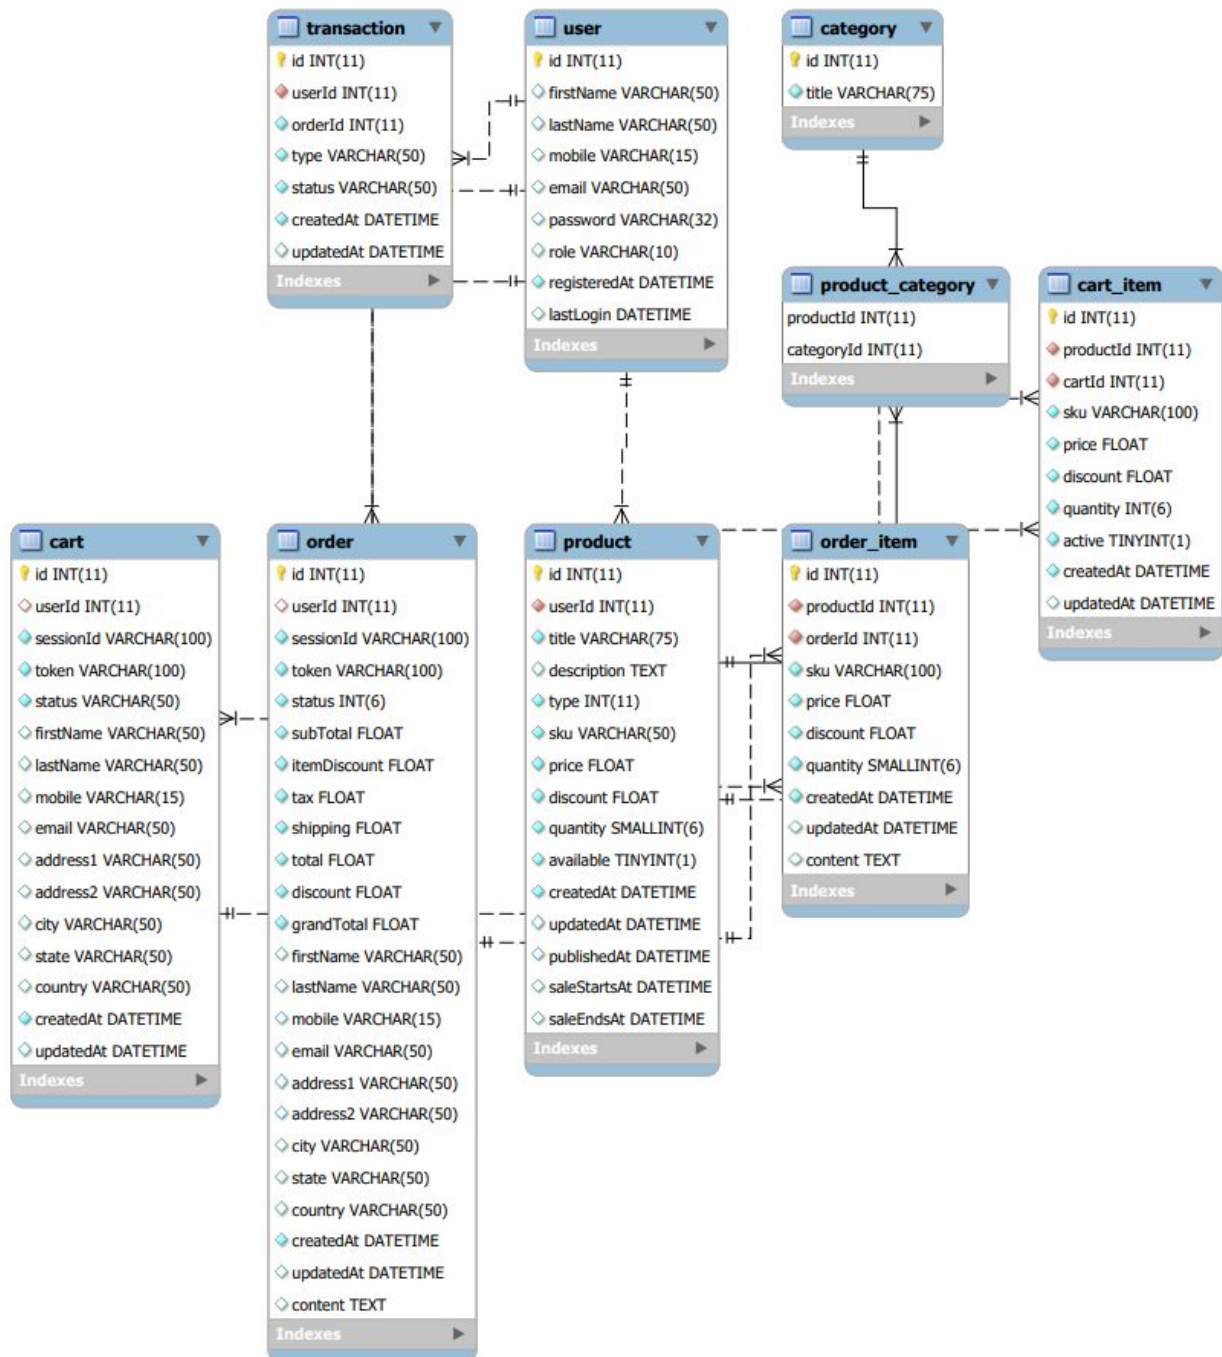 transaction
id INT(11)
userId INT(11)
orderId INT(11)
type VARCHAR(50)
status VARCHAR(50)
createdAt DATETIME
updatedAt DATETIME
Indexes
user
id INT(11)
firstName VARCHAR(50)
lastName VARCHAR(50)
mobile VARCHAR(15)
email VARCHAR(50)
password VARCHAR(32)
role VARCHAR(10)
registeredAt DATETIME
lastLogin DATETIME
Indexes
category
id INT(11)
title VARCHAR(75)
Indexes
product_category
productId INT(11)
categoryId INT(11)
Indexes
cart_item
id INT(11)
productId INT(11)
cartId INT(11)
sku VARCHAR(100)
price FLOAT
discount FLOAT
quantity INT(6)
active TINYINT(1)
createdAt DATETIME
updatedAt DATETIME
Indexes
cart
id INT(11)
userId INT(11)
sessionId VARCHAR(100)
token VARCHAR(100)
status VARCHAR(50)
firstName VARCHAR(50)
lastName VARCHAR(50)
mobile VARCHAR(15)
email VARCHAR(50)
address1 VARCHAR(50)
address2 VARCHAR(50)
city VARCHAR(50)
state VARCHAR(50)
country VARCHAR(50)
createdAt DATETIME
updatedAt DATETIME
Indexes
order
id INT(11)
userId INT(11)
sessionId VARCHAR(100)
token VARCHAR(100)
status INT(6)
subTotal FLOAT
itemDiscount FLOAT
tax FLOAT
shipping FLOAT
total FLOAT
discount FLOAT
grandTotal FLOAT
firstName VARCHAR(50)
lastName VARCHAR(50)
mobile VARCHAR(15)
email VARCHAR(50)
address1 VARCHAR(50)
address2 VARCHAR(50)
city VARCHAR(50)
state VARCHAR(50)
country VARCHAR(50)
createdAt DATETIME
updatedAt DATETIME
content TEXT
Indexes
product
id INT(11)
userId INT(11)
title VARCHAR(75)
description TEXT
type INT(11)
sku VARCHAR(50)
price FLOAT
discount FLOAT
quantity SMALLINT(6)
available TINYINT(1)
createdAt DATETIME
updatedAt DATETIME
publishedAt DATETIME
saleStartsAt DATETIME
saleEndsAt DATETIME
Indexes
order_item
id INT(11)
productId INT(11)
orderId INT(11)
sku VARCHAR(100)
price FLOAT
discount FLOAT
quantity SMALLINT(6)
createdAt DATETIME
updatedAt DATETIME
content TEXT
Indexes